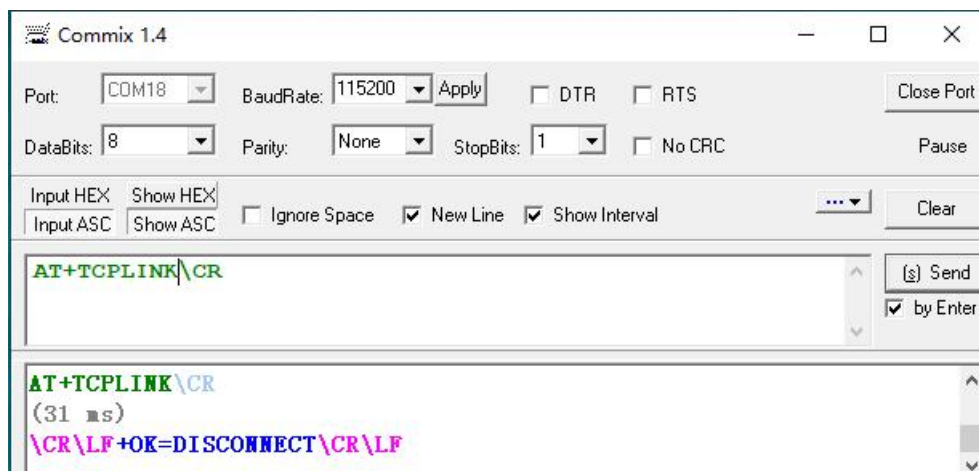 Commix 1.4
Port: COM18 BaudRate: 115200 Apply DTR RTS Close Port
DataBits: 8 Parity: None StopBits: 1 No CRC Pause
Input HEX Show HEX
Input ASC Show ASC Ignore Space New Line Show Interval ... Clear
AT+TCPLINK\CR (s) Send
by Enter
AT+TCPLINK\CR
(31 ms)
\CR\LF+OK=DISCONNECT\CR\LF